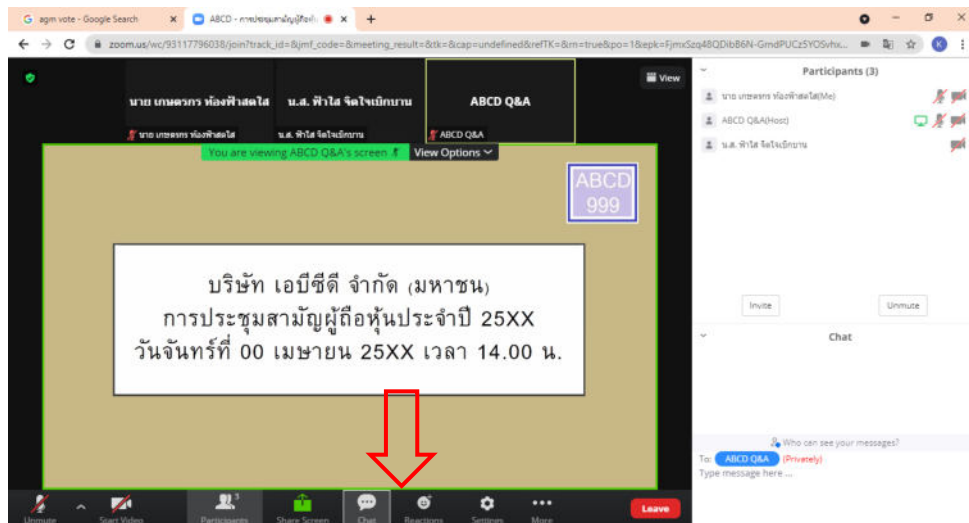 agm vote - Google Search
ABCD - การประชุมสามัญผู้ถือหุ้
zoom.us/wc/93117796038/join?track_id=&jmf_code=&meeting_result=&tk=&cap=undefined&refTK=&rn=true&po=1&epk=
K
View
Participants (3)
นาย เกษตรกร ท้องฟ้าสดใส
น.ส. ฟ้าใส จิตใจเบิกบาน
ABCD Q&A
นาย เกษตรกร ท้องฟ้าสดใส(Me)
ABCD Q&A(Host)
น.ส. ฟ้าใส จิตใจเบิกบาน
นาย เกษตรกร ท้องฟ้าสดใส
น.ส. ฟ้าใส จิตใจเบิกบาน
ABCD Q&A
You are viewing ABCD Q&A's screen
View Options
ABCD
999
บริษัท เอบีซีดี จำกัด (มหาชน)
การประชุมสามัญผู้ถือหุ้นประจำปี 25XX
วันจันทร์ที่ 00 เมษายน 25XX เวลา 14.00 น.
Invite
Unmute
Chat
Who can see your messages?
To: ABCD Q&A (Privately)
Type message here ...
3
Unmute
Start Video
Participants
Share Screen
Chat
Reactions
Settings
More
Leave